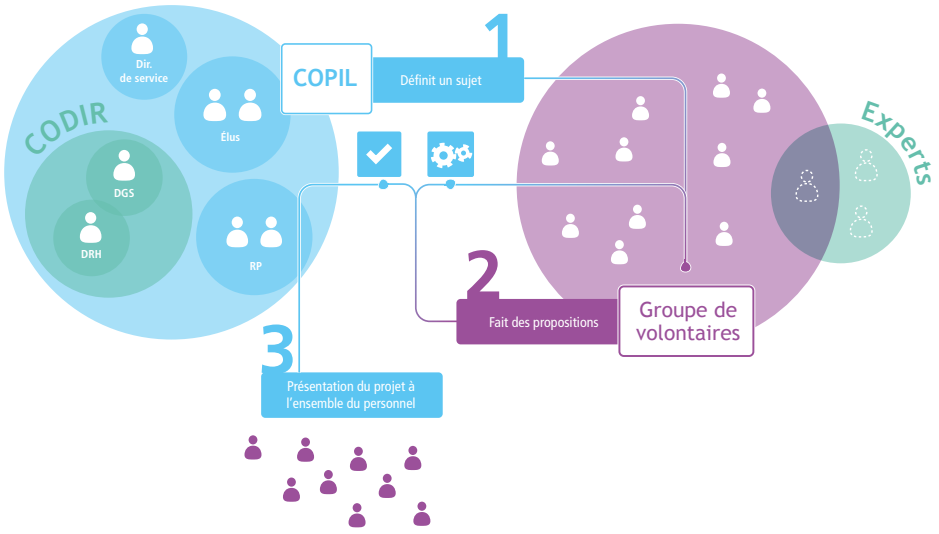 CODIR
Dir.
de service
Élus
DGS
DRH
RP
COPIL
1
Définit un sujet
Experts
2
Fait des propositions
Groupe de
volontaires
3
Présentation du projet à
l'ensemble du personnel